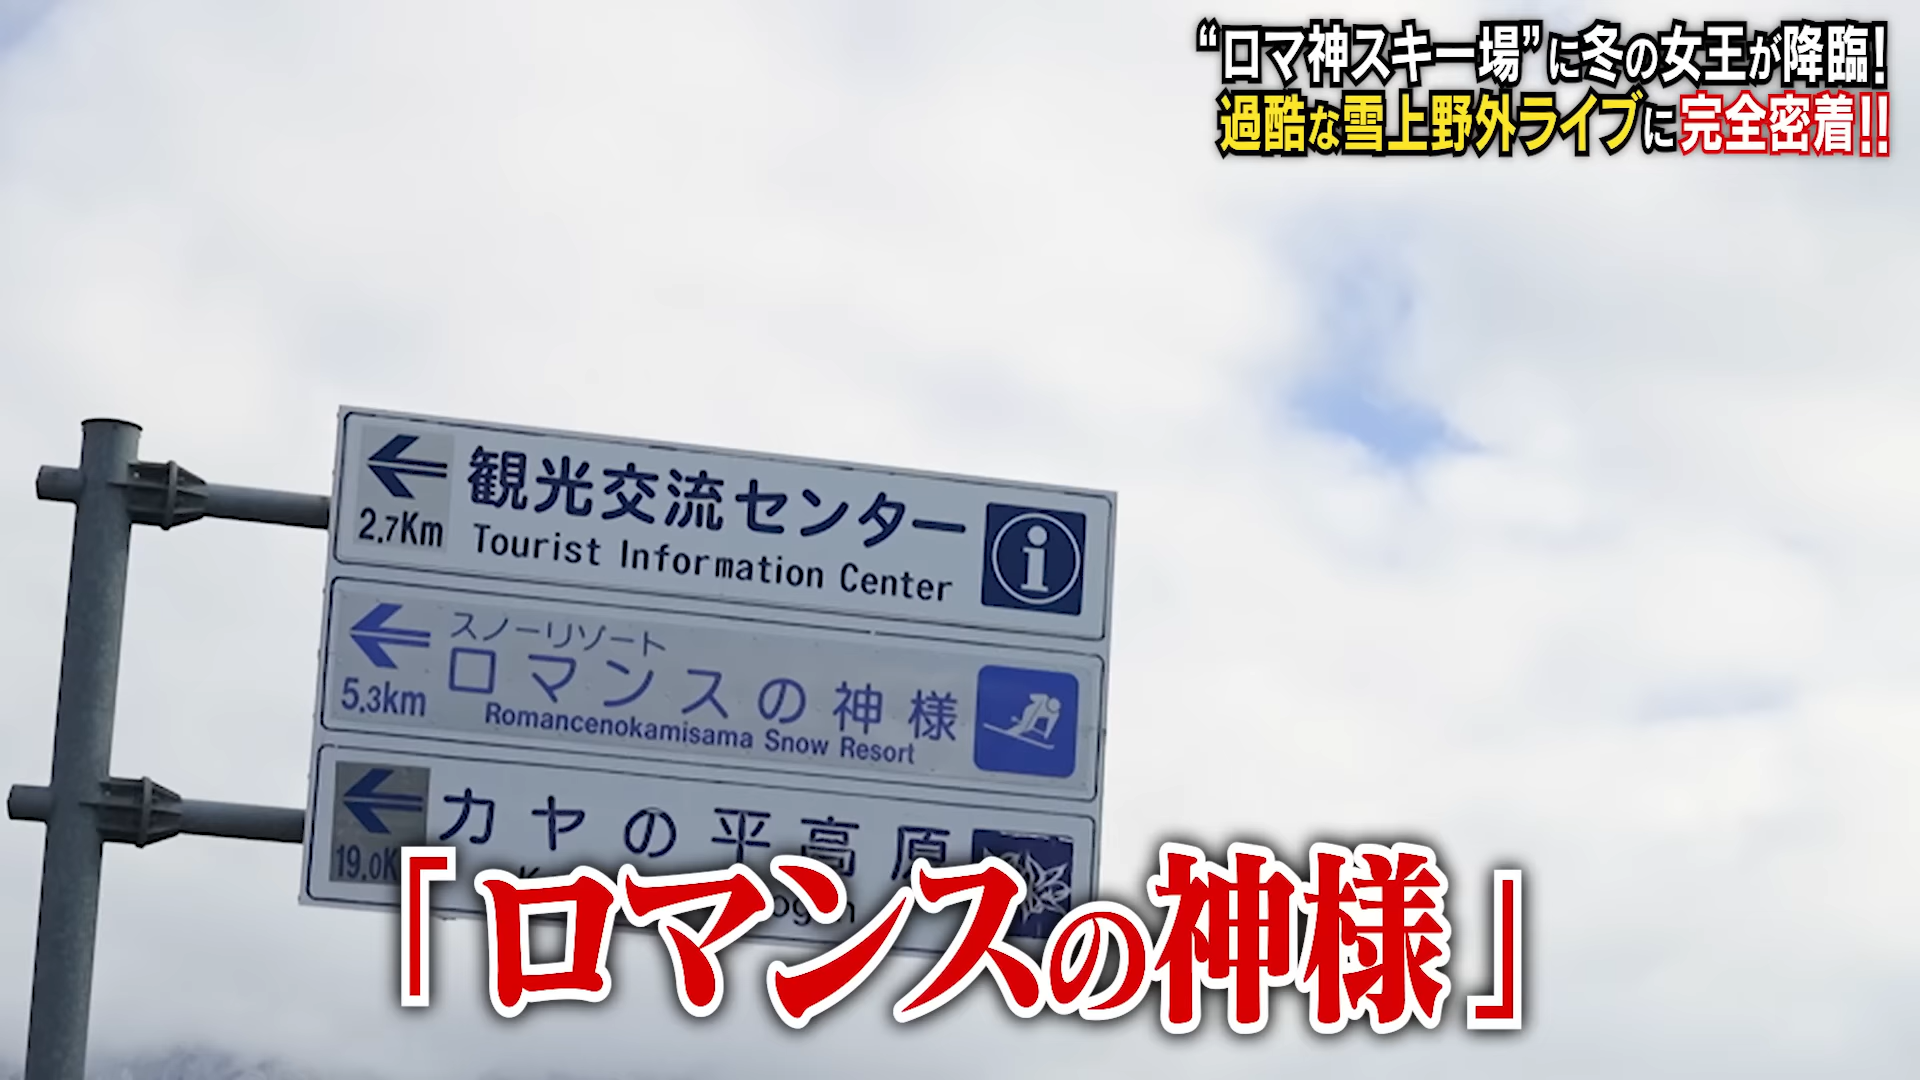 “ロマ神スキー場”に冬の女王が降臨!
過酷な雪上野外ライブに完全密着!!
観光交流センター
2.7Km
Tourist Information Center
スノーリゾート
ロマンスの神様
5.3km
Romancenokamisama Snow Resort
カヤの平高原
19.0K
「ロマンスの神様」